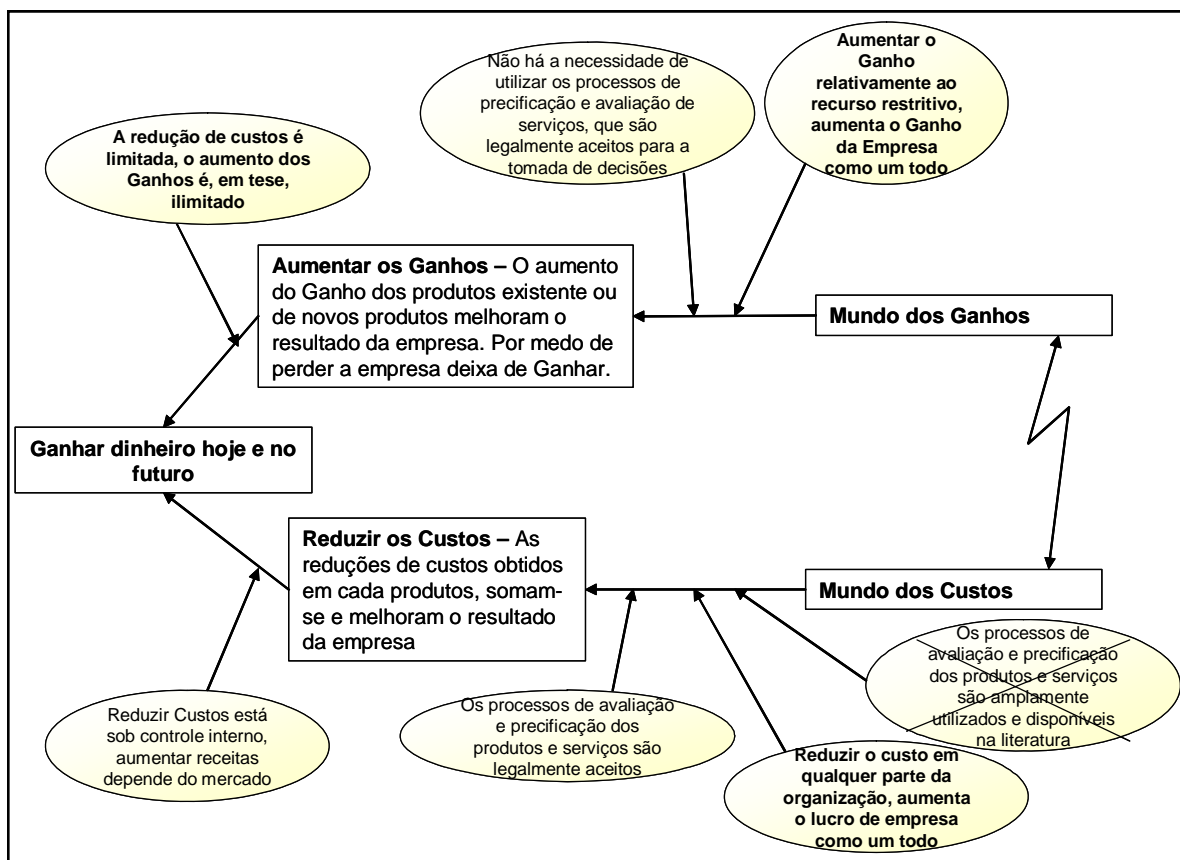 Não há a necessidade de
utilizar os processos de
precificação e avaliação de
serviços, que são
legalmente aceitos para a
tomada de decisões
Aumentar o
Ganho
relativamente ao
recurso restritivo,
aumenta o Ganho
da Empresa
como um todo
A redução de custos é
limitada, o aumento dos
Ganhos é, em tese,
ilimitado
Aumentar os Ganhos – O aumento
do Ganho dos produtos existente ou
de novos produtos melhoram o
resultado da empresa. Por medo de
perder a empresa deixa de Ganhar.
Mundo dos Ganhos
Ganhar dinheiro hoje e no
futuro
Reduzir os Custos – As
reduções de custos obtidos
em cada produtos, somam-
se e melhoram o resultado
da empresa
Mundo dos Custos
Os processos de
avaliação e precificação
dos produtos e serviços
são amplamente
utilizados e disponíveis
na literatura
Reduzir Custos está
sob controle interno,
aumentar receitas
depende do mercado
Os processos de avaliação
e precificação dos
produtos e serviços são
legalmente aceitos
Reduzir o custo em
qualquer parte da
organização, aumenta
o lucro de empresa
como um todo